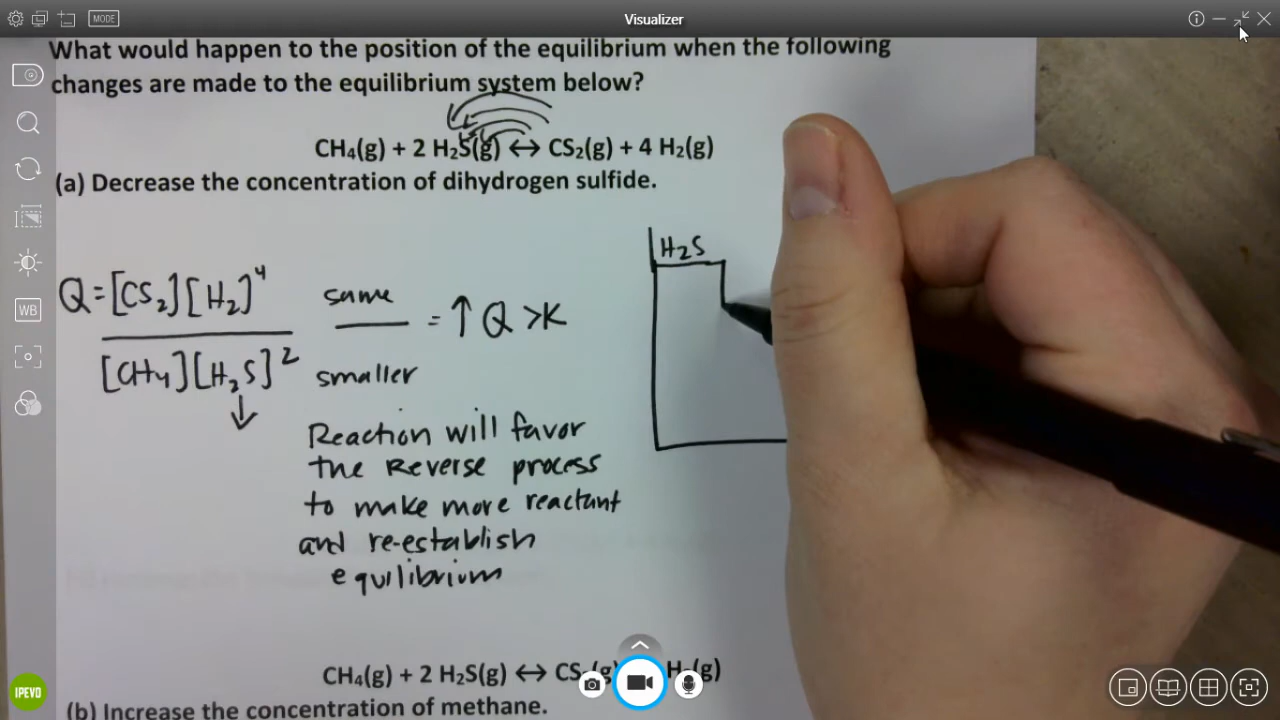 MODE
Visualizer
What would happen to the position of the equilibrium when the following
changes are made to the equilibrium system below?
CH₄(g) + 2 H₂S(g) ↔ CS₂(g) + 4 H₂(g)
(a) Decrease the concentration of dihydrogen sulfide.
H₂S
Q = [CS₂][H₂]⁴ same
= ↑ Q > K
[CH₄][H₂S]² smaller
↓
Reaction will favor
the Reverse process
to make more reactant
and re-establish
equilibrium
WB
CH₄(g) + 2 H₂S(g) ↔ CS₂(g) H₂(g)
(b) Increase the concentration of methane.
IPEVO